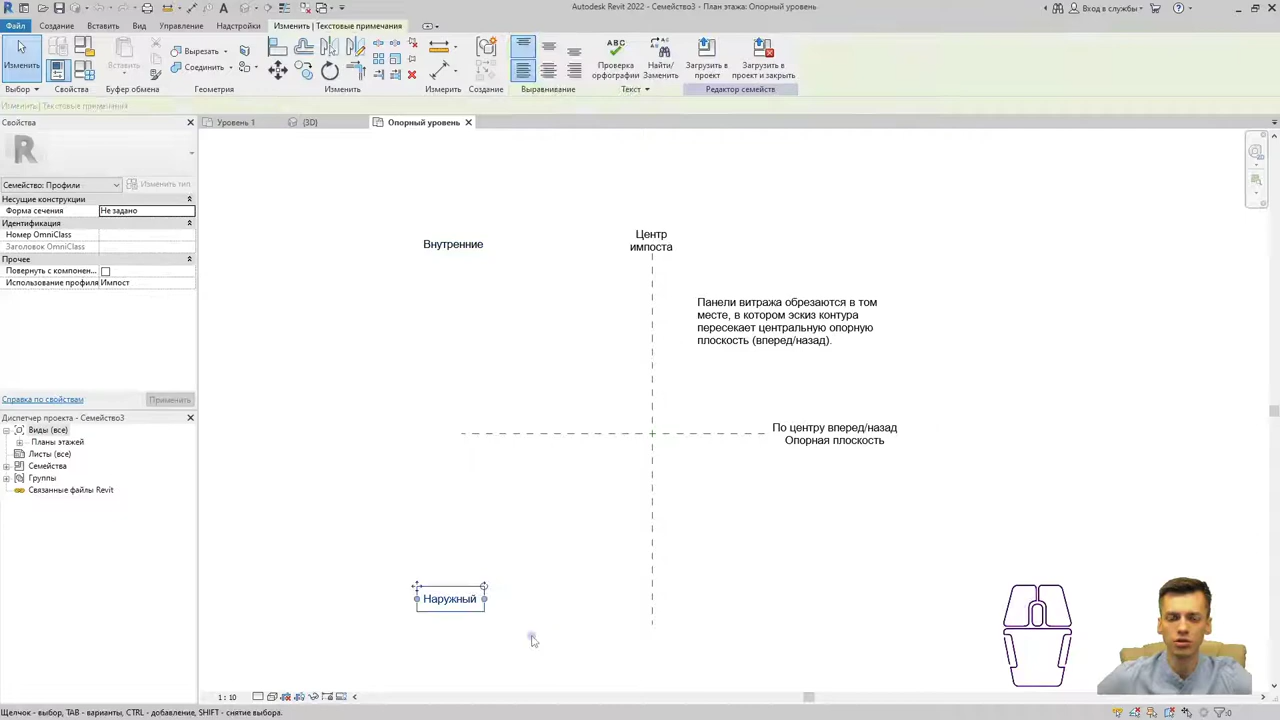 Autodesk Revit 2022 - Семейство3 - План этажа: Опорный уровень
Вход в службы
Файл
Создание
Вставить
Вид
Управление
Настройки
Изменить | Текстовые примечания
Изменить
Вставить
Вырезать
Соединить
ABC
Проверка орфографии
Найти/Заменить
Загрузить в проект
Загрузить в проект и закрыть
Выбор
Свойства
Буфер обмена
Геометрия
Изменить
Измерить
Создание
Выравнивание
Текст
Редактор семейств
Изменить | Текстовые примечания
Свойства
Уровень 1
{3D}
Опорный уровень
Семейство: Профили
Изменить тип
Несущие конструкции
Форма сечения
Не задано
Идентификация
Номер OmniClass
Заголовок OmniClass
Прочее
Повернуть с компонен...
Использование профиля
Импост
Справка по свойствам
Применить
Диспетчер проекта - Семейство3
Виды (все)
Планы этажей
Листы (все)
Семейства
Группы
Связанные файлы Revit
Внутренние
Центр
импоста
Панели витража обрезаются в том
месте, в котором эскиз контура
пересекает центральную опорную
плоскость (вперед/назад).
По центру вперед/назад
Опорная плоскость
Наружный
1 : 10
Щелчок - выбор, TAB - варианты, CTRL - добавление, SHIFT - снятие выбора.
:0